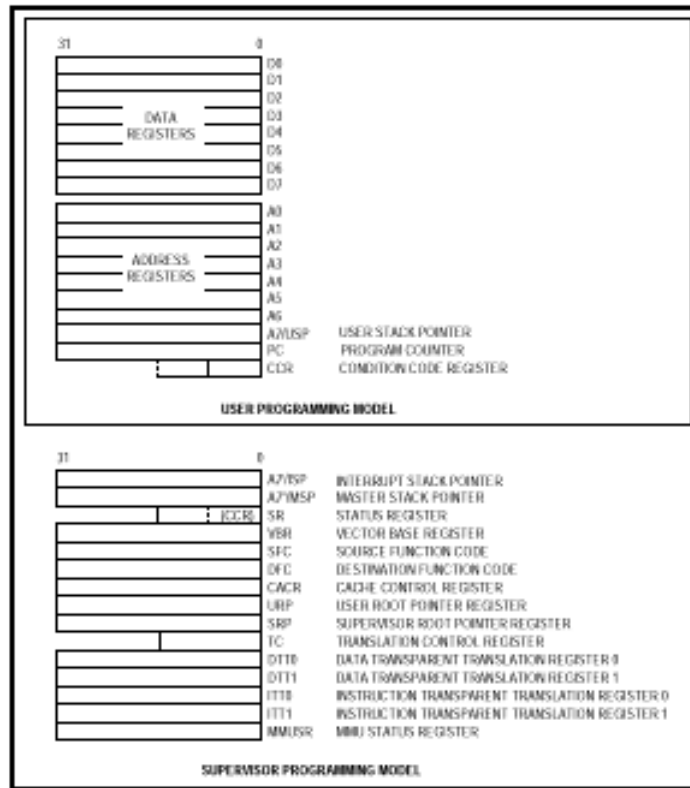 31 0
D0
D1
D2
D3
D4
D5
D6
D7
DATA
REGISTERS
A0
A1
A2
A3
A4
A5
A6
ADDRESS
REGISTERS
A7/USP USER STACK POINTER
PC PROGRAM COUNTER
CCR CONDITION CODE REGISTER
USER PROGRAMMING MODEL
31 0
A7'/ISP INTERRUPT STACK POINTER
A7"/MSP MASTER STACK POINTER
(CCR) SR STATUS REGISTER
VBR VECTOR BASE REGISTER
SFC SOURCE FUNCTION CODE
DFC DESTINATION FUNCTION CODE
CACR CACHE CONTROL REGISTER
URP USER ROOT POINTER REGISTER
SRP SUPERVISOR ROOT POINTER REGISTER
TC TRANSLATION CONTROL REGISTER
DTT0 DATA TRANSPARENT TRANSLATION REGISTER 0
DTT1 DATA TRANSPARENT TRANSLATION REGISTER 1
ITT0 INSTRUCTION TRANSPARENT TRANSLATION REGISTER 0
ITT1 INSTRUCTION TRANSPARENT TRANSLATION REGISTER 1
MMUSR MMU STATUS REGISTER
SUPERVISOR PROGRAMMING MODEL